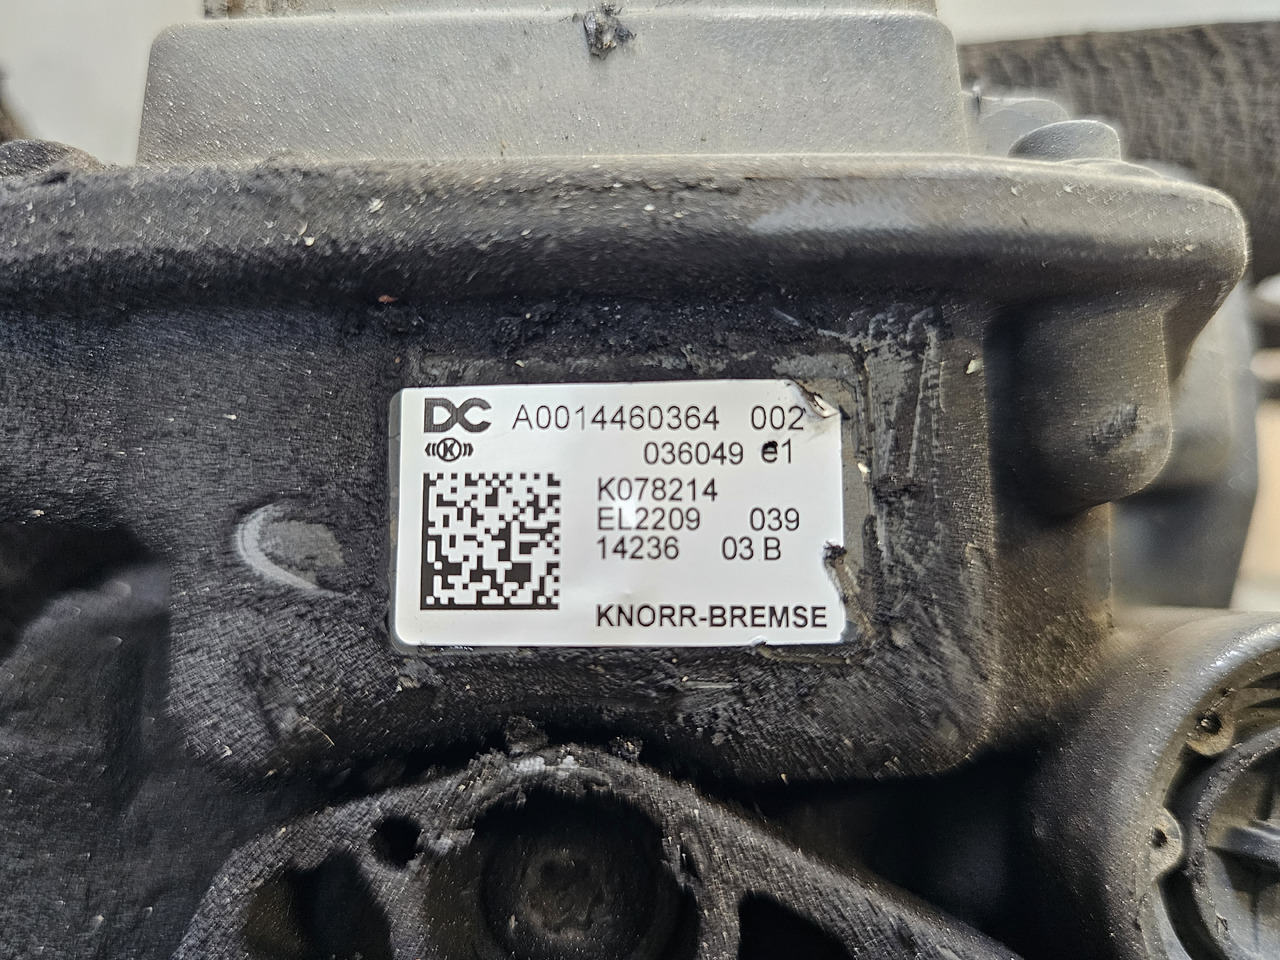 DC A0014460364 002
K 036049 e1
K078214
EL2209 039
14236 03 B
KNORR-BREMSE